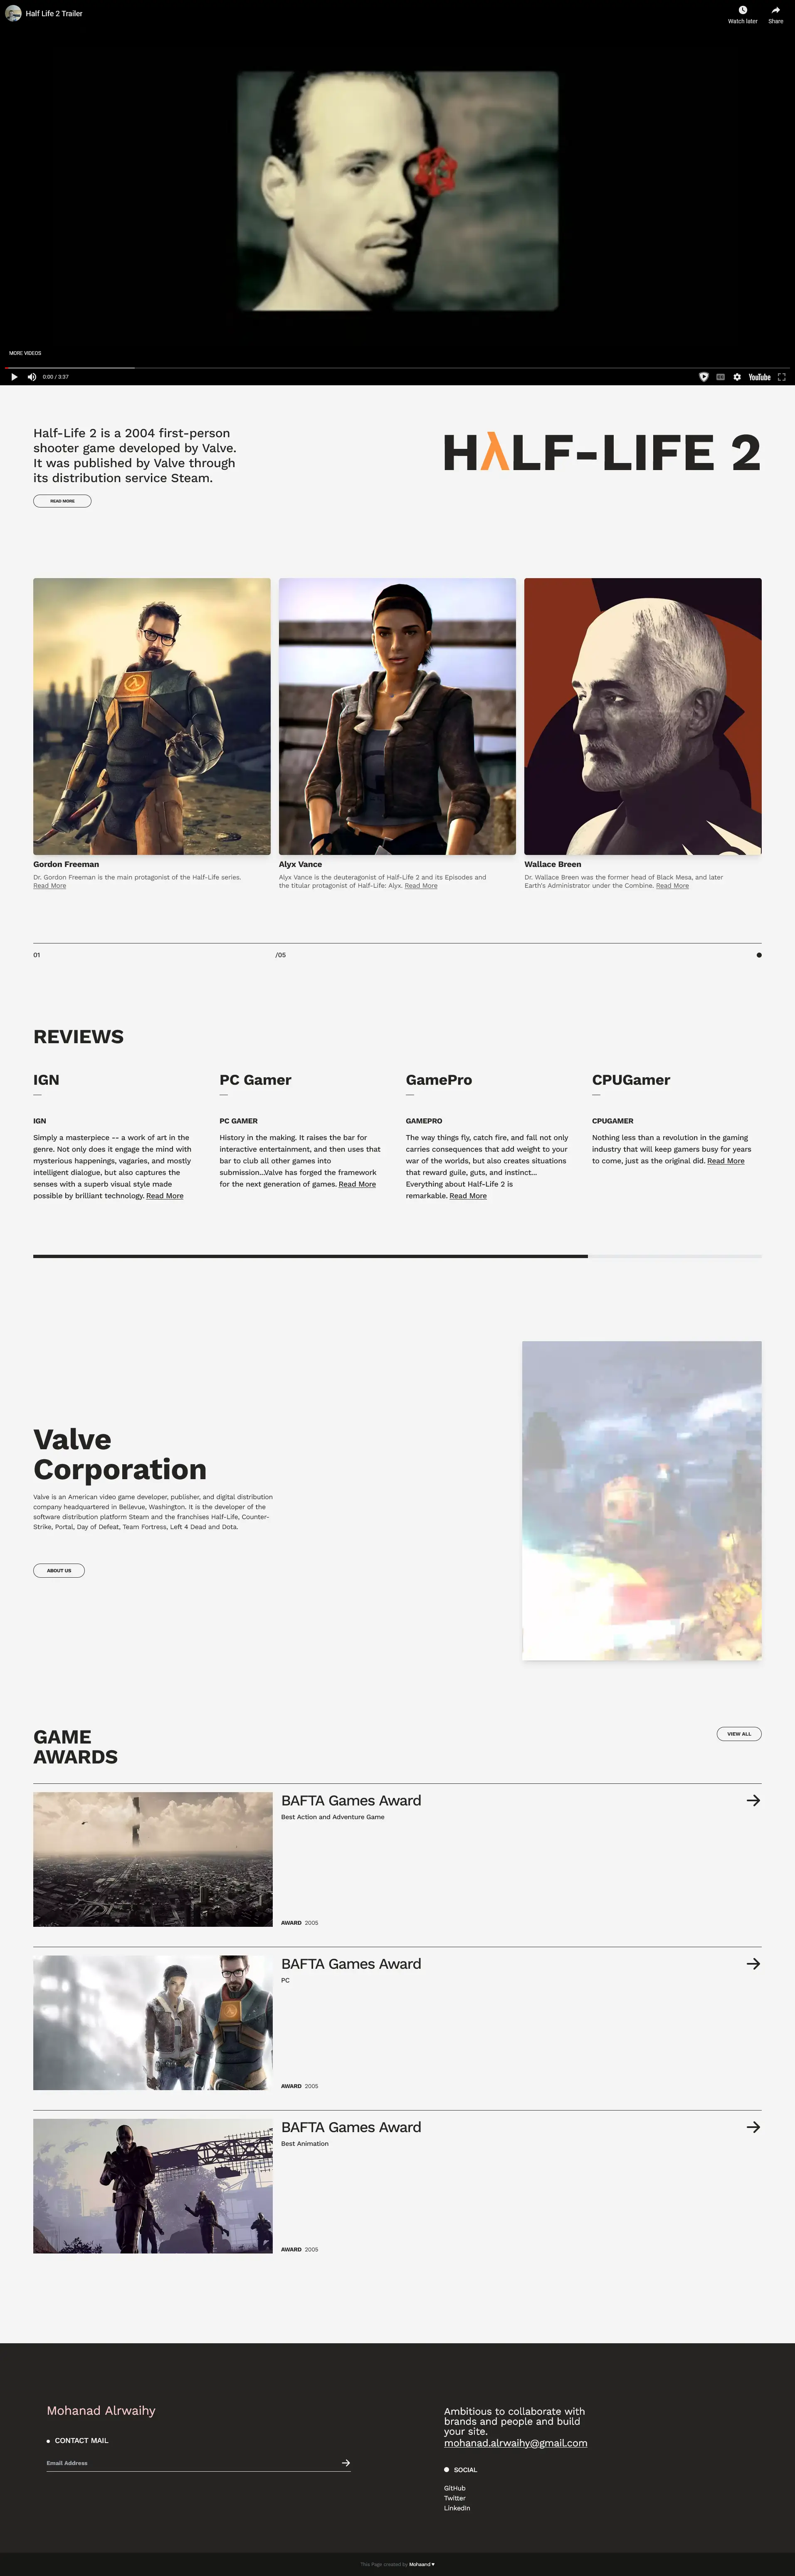 Half Life 2 Trailer
Watch later
Share
MORE VIDEOS
0:00 / 3:37
YouTube
Half-Life 2 is a 2004 first-person
shooter game developed by Valve.
It was published by Valve through
its distribution service Steam.
READ MORE
HλLF-LIFE 2
Gordon Freeman
Dr. Gordon Freeman is the main protagonist of the Half-Life series.
Read More
Alyx Vance
Alyx Vance is the deuteragonist of Half-Life 2 and its Episodes and
the titular protagonist of Half-Life: Alyx. Read More
Wallace Breen
Dr. Wallace Breen was the former head of Black Mesa, and later
Earth's Administrator under the Combine. Read More
01
/05
REVIEWS
IGN
IGN
Simply a masterpiece -- a work of art in the
genre. Not only does it engage the mind with
mysterious happenings, vagaries, and mostly
intelligent dialogue, but also captures the
senses with a superb visual style made
possible by brilliant technology. Read More
PC Gamer
PC GAMER
History in the making. It raises the bar for
interactive entertainment, and then uses that
bar to club all other games into
submission...Valve has forged the framework
for the next generation of games. Read More
GamePro
GAMEPRO
The way things fly, catch fire, and fall not only
carries consequences that add weight to your
war of the worlds, but also creates situations
that reward guile, guts, and instinct...
Everything about Half-Life 2 is
remarkable. Read More
CPUGamer
CPUGAMER
Nothing less than a revolution in the gaming
industry that will keep gamers busy for years
to come, just as the original did. Read More
Valve
Corporation
Valve is an American video game developer, publisher, and digital distribution
company headquartered in Bellevue, Washington. It is the developer of the
software distribution platform Steam and the franchises Half-Life, Counter-
Strike, Portal, Day of Defeat, Team Fortress, Left 4 Dead and Dota.
ABOUT US
GAME
AWARDS
VIEW ALL
BAFTA Games Award
Best Action and Adventure Game
AWARD 2005
BAFTA Games Award
PC
AWARD 2005
BAFTA Games Award
Best Animation
AWARD 2005
Mohanad Alrwaihy
CONTACT MAIL
Email Address
Ambitious to collaborate with
brands and people and build
your site.
mohanad.alrwaihy@gmail.com
SOCIAL
GitHub
Twitter
LinkedIn
This Page created by Mohaand ♥